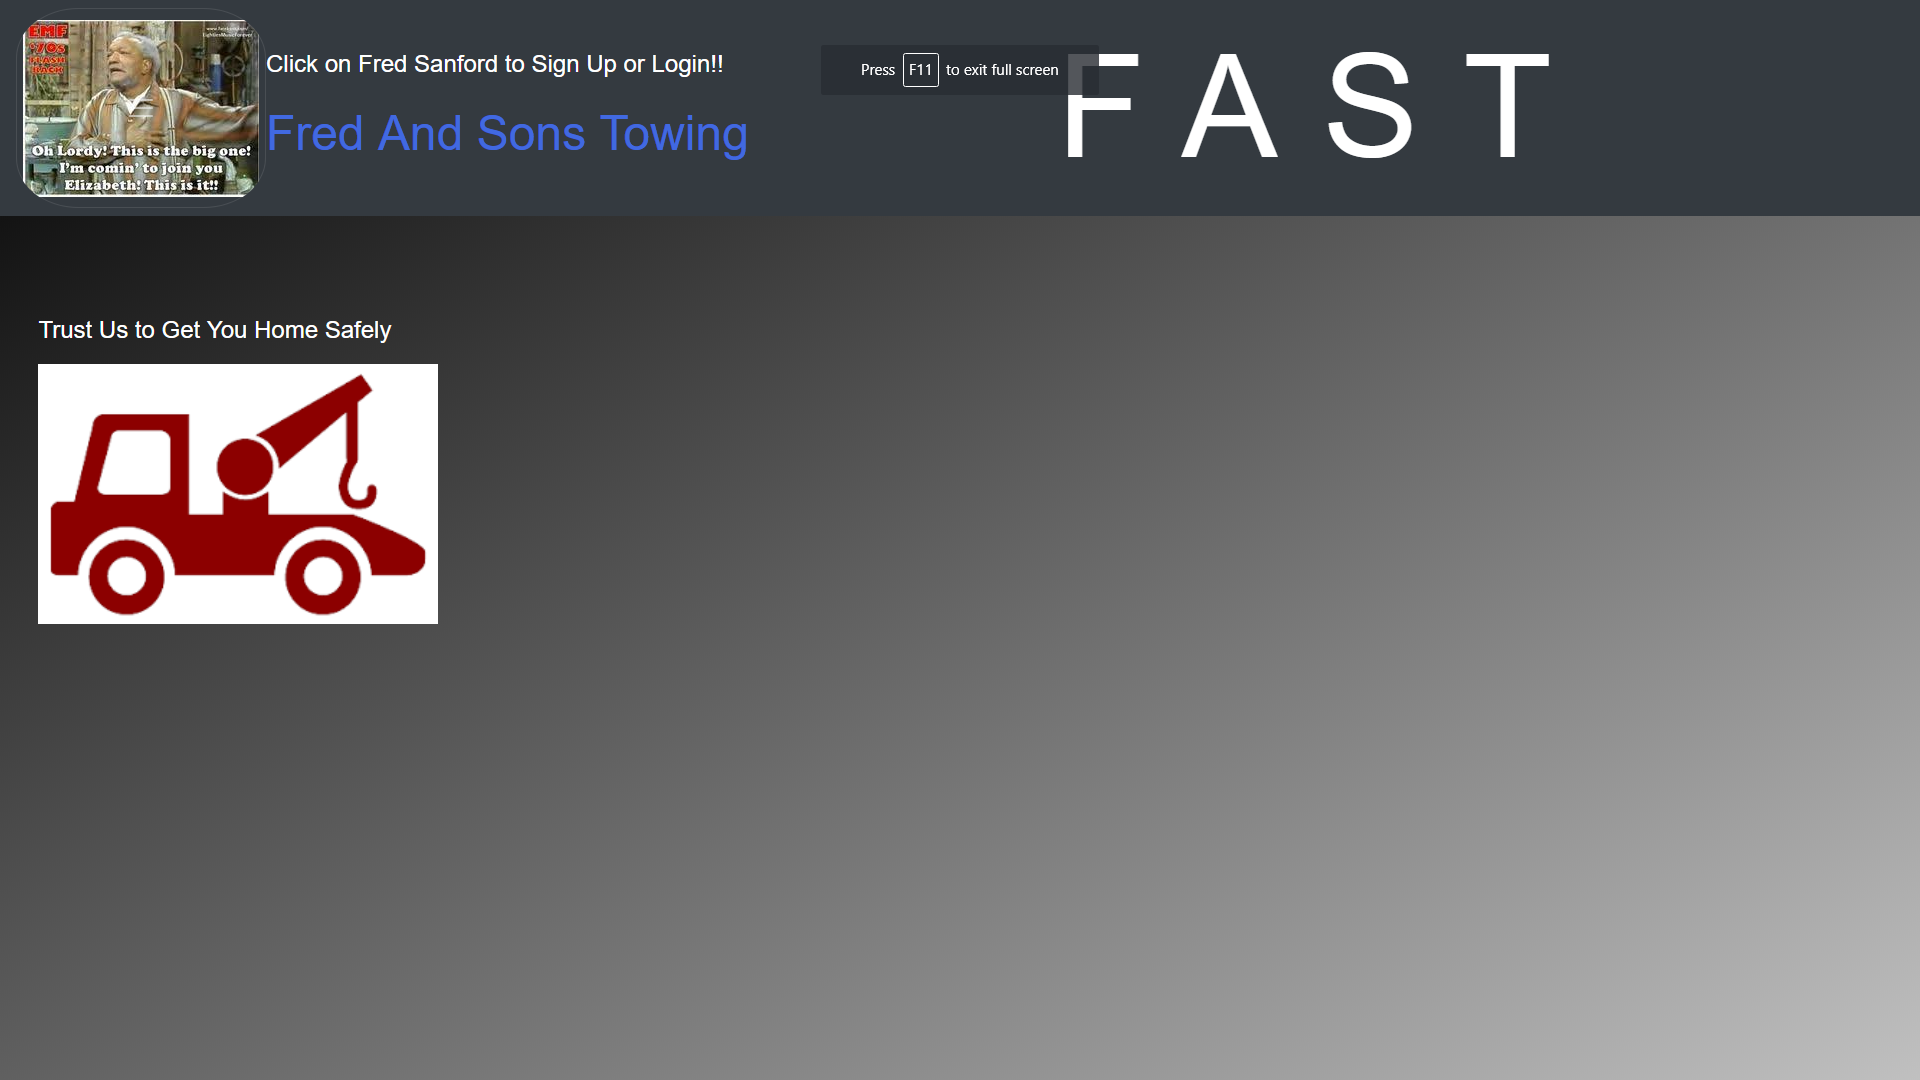 EMF
'70s
FLASH
BACK
Oh Lordy! This is the big one!
I'm comin' to join you
Elizabeth! This is it!!
Click on Fred Sanford to Sign Up or Login!!
Fred And Sons Towing
Press F11 to exit full screen
F A S T
Trust Us to Get You Home Safely